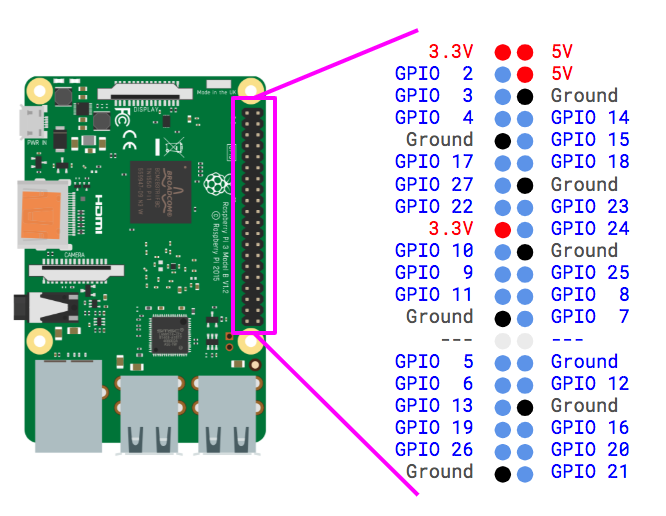 3.3V 5V
GPIO 2 5V
GPIO 3 Ground
GPIO 4 GPIO 14
Ground GPIO 15
GPIO 17 GPIO 18
GPIO 27 Ground
GPIO 22 GPIO 23
3.3V GPIO 24
GPIO 10 Ground
GPIO 9 GPIO 25
GPIO 11 GPIO 8
Ground GPIO 7
--- ---
GPIO 5 Ground
GPIO 6 GPIO 12
GPIO 13 Ground
GPIO 19 GPIO 16
GPIO 26 GPIO 20
Ground GPIO 21
Made in the UK
DISPLAY
FC CE
PWR IN
BROADCOM
HDMI
Raspberry Pi 3 Model B V1.2
© Raspberry Pi 2015
CAMERA